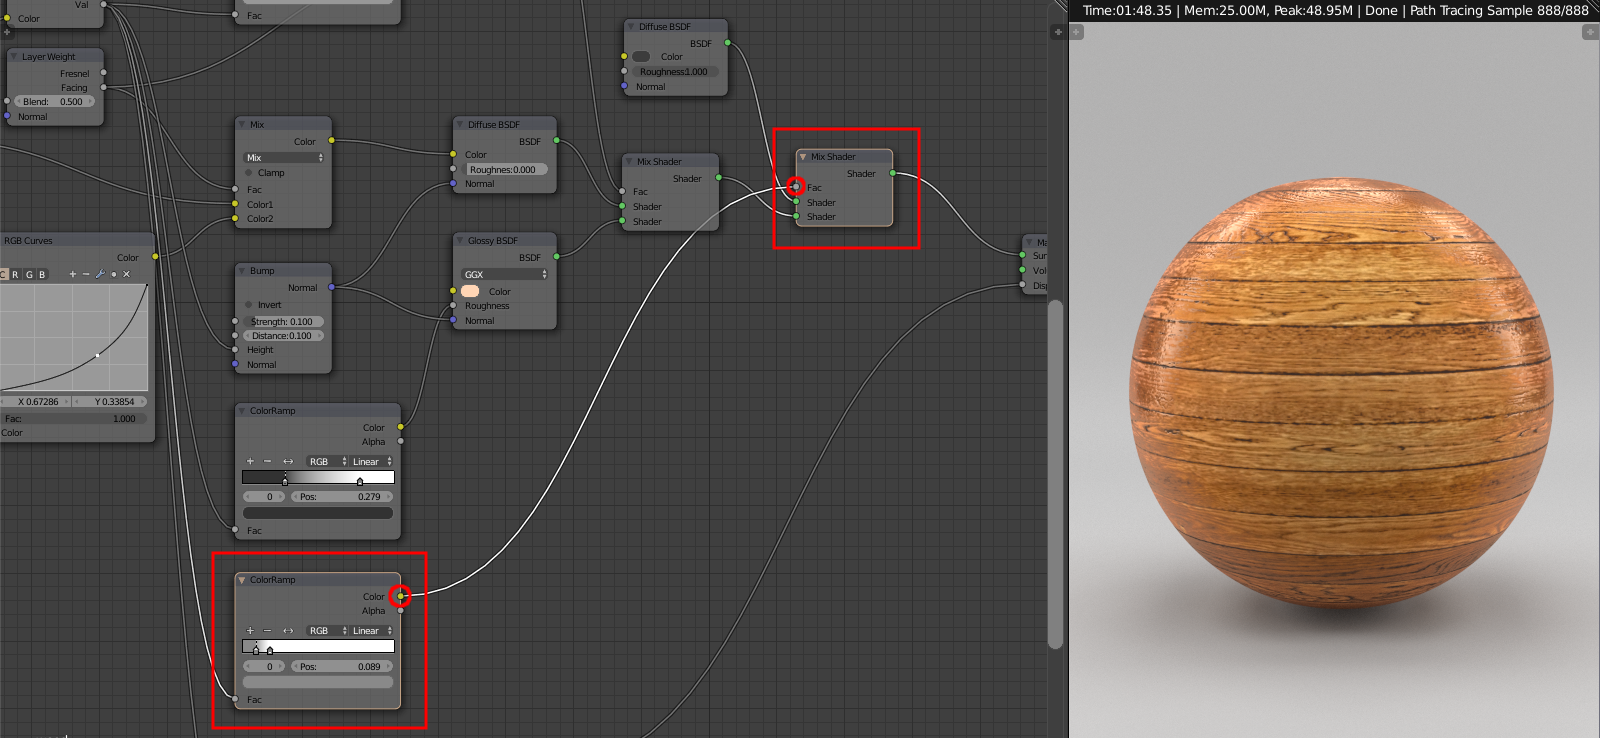 Time:01:48.35 | Mem:25.00M, Peak:48.95M | Done | Path Tracing Sample 888/888
Val
Color
Fac
Layer Weight
Fresnel
Facing
Blend: 0.500
Normal
Diffuse BSDF
BSDF
Color
Roughness:1.000
Normal
Mix
Color
Mix
Clamp
Fac
Color1
Color2
Diffuse BSDF
BSDF
Color
Roughnes:0.000
Normal
Mix Shader
Shader
Fac
Shader
Shader
Mix Shader
Shader
Fac
Shader
Shader
RGB Curves
Color
C R G B
X 0.67286 Y 0.33854
Fac: 1.000
Color
Bump
Normal
Invert
Strength: 0.100
Distance:0.100
Height
Normal
Glossy BSDF
BSDF
GGX
Color
Roughness
Normal
Ma
Sur
Vol
Disp
ColorRamp
Color
Alpha
RGB Linear
0 Pos: 0.279
Fac
ColorRamp
Color
Alpha
RGB Linear
0 Pos: 0.089
Fac